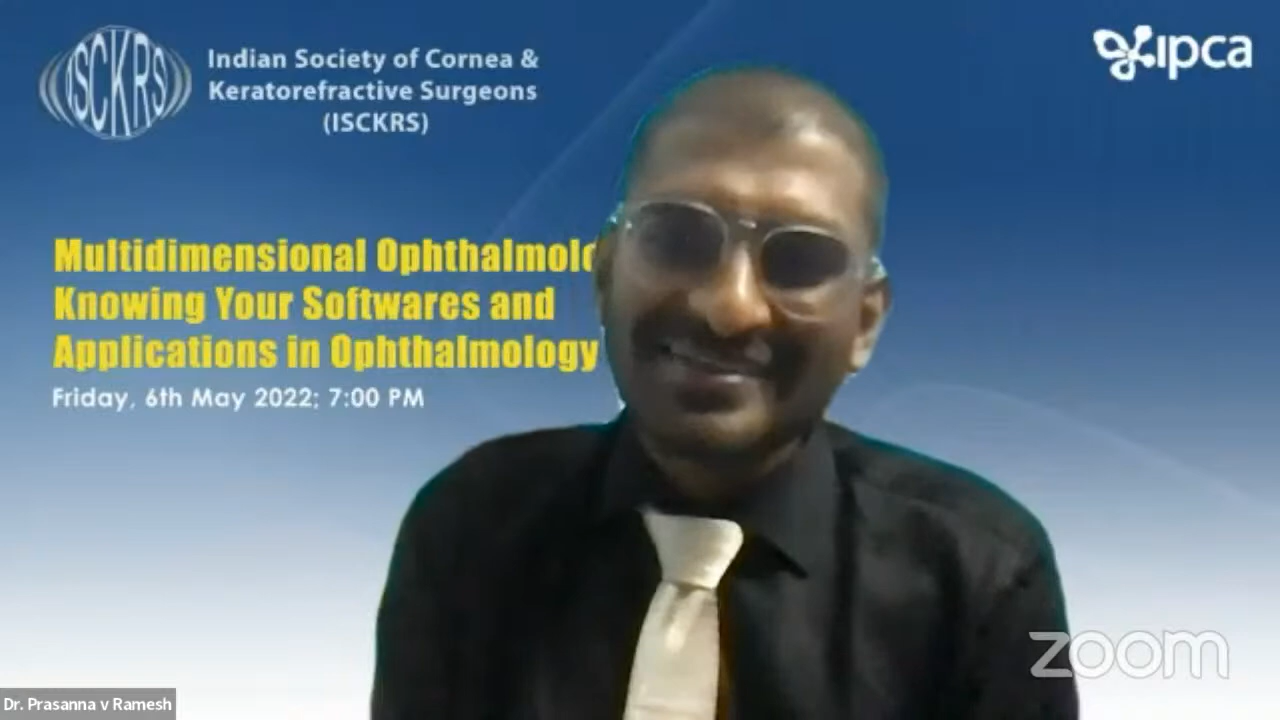 ISCKRS
Indian Society of Cornea &
Keratorefractive Surgeons
(ISCKRS)
ipca
Multidimensional Ophthalmolo
Knowing Your Softwares and
Applications in Ophthalmology
Friday, 6th May 2022; 7:00 PM
zoom
Dr. Prasanna v Ramesh